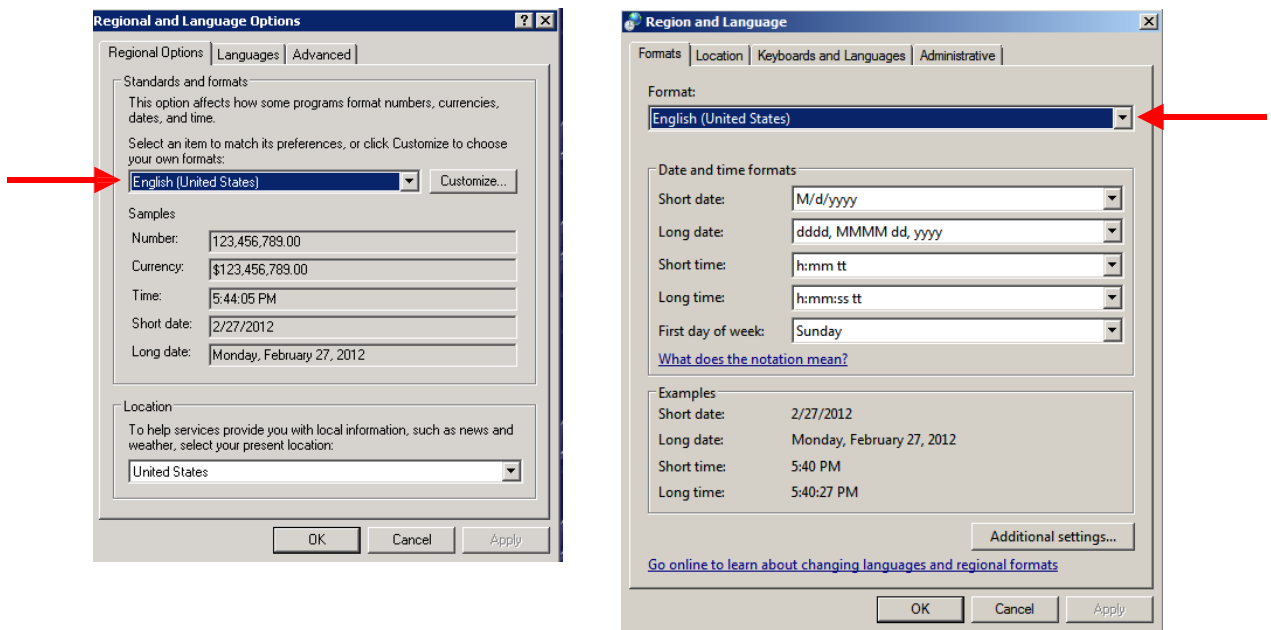 Regional and Language Options
Regional Options Languages Advanced
Standards and formats
This option affects how some programs format numbers, currencies,
dates, and time.
Select an item to match its preferences, or click Customize to choose
your own formats:
English (United States) Customize...
Samples
Number: 123,456,789.00
Currency: $123,456,789.00
Time: 5:44:05 PM
Short date: 2/27/2012
Long date: Monday, February 27, 2012
Location
To help services provide you with local information, such as news and
weather, select your present location:
United States
OK Cancel Apply
Region and Language
Formats Location Keyboards and Languages Administrative
Format:
English (United States)
Date and time formats
Short date: M/d/yyyy
Long date: dddd, MMMM dd, yyyy
Short time: h:mm tt
Long time: h:mm:ss tt
First day of week: Sunday
What does the notation mean?
Examples
Short date: 2/27/2012
Long date: Monday, February 27, 2012
Short time: 5:40 PM
Long time: 5:40:27 PM
Additional settings...
Go online to learn about changing languages and regional formats
OK Cancel Apply